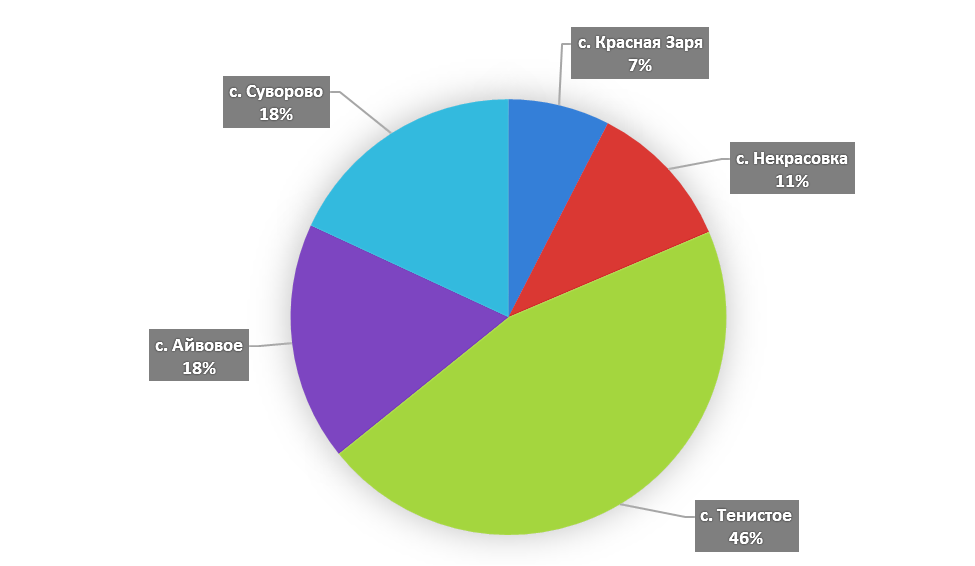 с. Красная Заря
7%
с. Некрасовка
11%
с. Тенистое
46%
с. Айвовое
18%
с. Суворово
18%